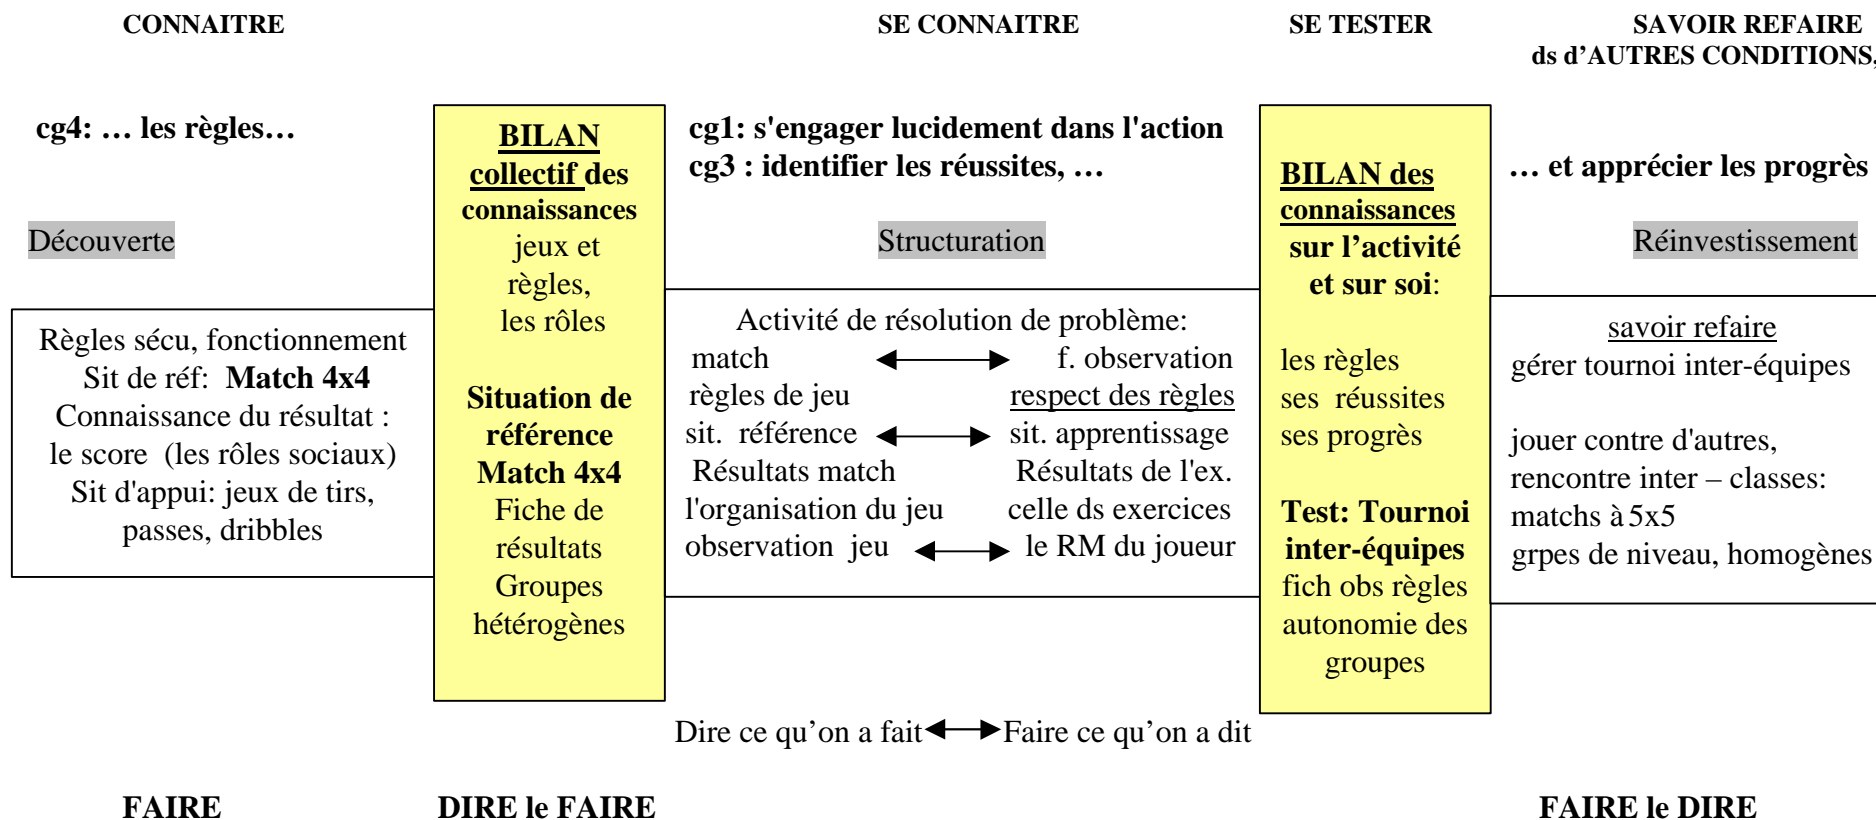 CONNAITRE
SE CONNAITRE
SE TESTER
SAVOIR REFAIRE
ds d’AUTRES CONDITIONS,
cg4: … les règles…
Découverte
Règles sécu, fonctionnement
Sit de réf: Match 4x4
Connaissance du résultat :
le score (les rôles sociaux)
Sit d'appui: jeux de tirs,
passes, dribbles
BILAN
collectif des
connaissances
jeux et
règles,
les rôles
Situation de
référence
Match 4x4
Fiche de
résultats
Groupes
hétérogènes
cg1: s'engager lucidement dans l'action
cg3 : identifier les réussites, …
Structuration
Activité de résolution de problème:
match f. observation
règles de jeu respect des règles
sit. référence sit. apprentissage
Résultats match Résultats de l'ex.
l'organisation du jeu celle ds exercices
observation jeu le RM du joueur
Dire ce qu’on a fait Faire ce qu’on a dit
BILAN des
connaissances
sur l’activité
et sur soi:
les règles
ses réussites
ses progrès
Test: Tournoi
inter-équipes
fich obs règles
autonomie des
groupes
… et apprécier les progrès
Réinvestissement
savoir refaire
gérer tournoi inter-équipes
jouer contre d'autres,
rencontre inter – classes:
matchs à 5x5
grpes de niveau, homogènes
FAIRE
DIRE le FAIRE
FAIRE le DIRE